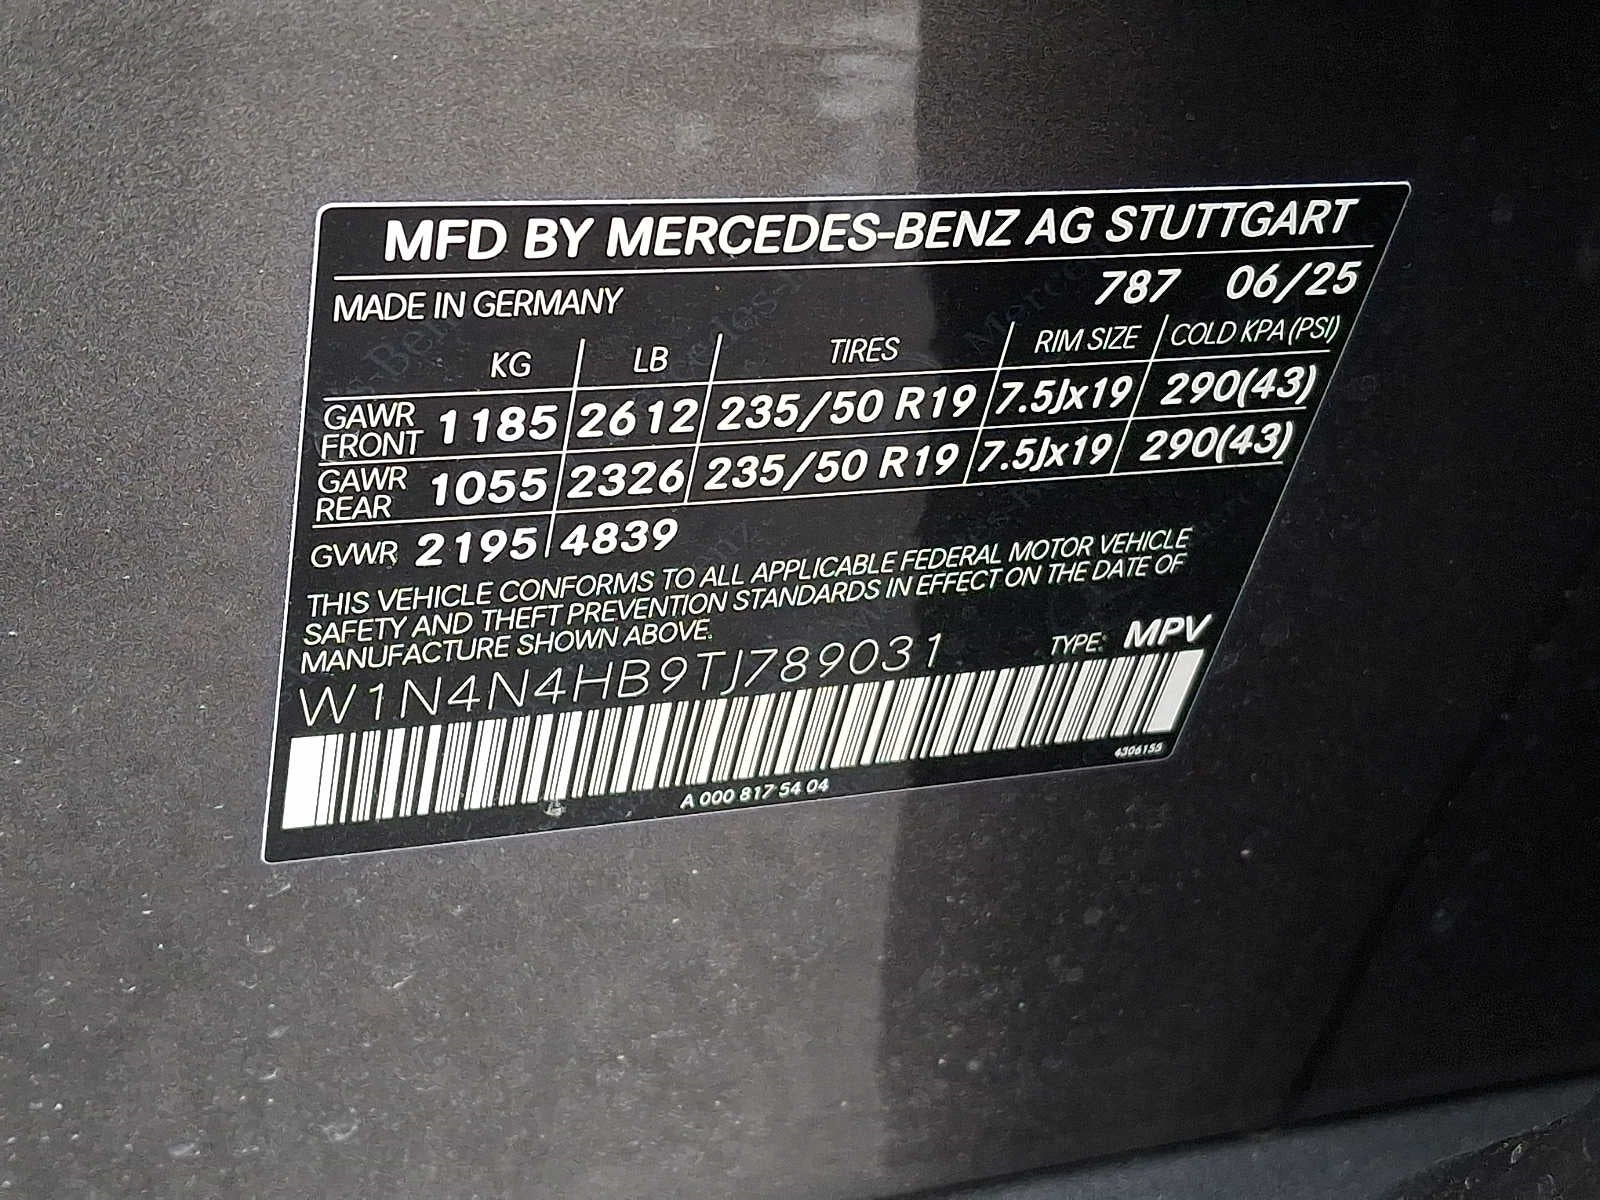 MFD BY MERCEDES-BENZ AG STUTTGART
MADE IN GERMANY 787 06/25
KG LB TIRES RIM SIZE COLD KPA (PSI)
GAWR FRONT 1185 2612 235/50 R19 7.5Jx19 290(43)
GAWR REAR 1055 2326 235/50 R19 7.5Jx19 290(43)
GVWR 2195 4839
THIS VEHICLE CONFORMS TO ALL APPLICABLE FEDERAL MOTOR VEHICLE
SAFETY AND THEFT PREVENTION STANDARDS IN EFFECT ON THE DATE OF
MANUFACTURE SHOWN ABOVE.
W1N4N4HB9TJ789031 TYPE: MPV
A 000 817 54 04 4306155